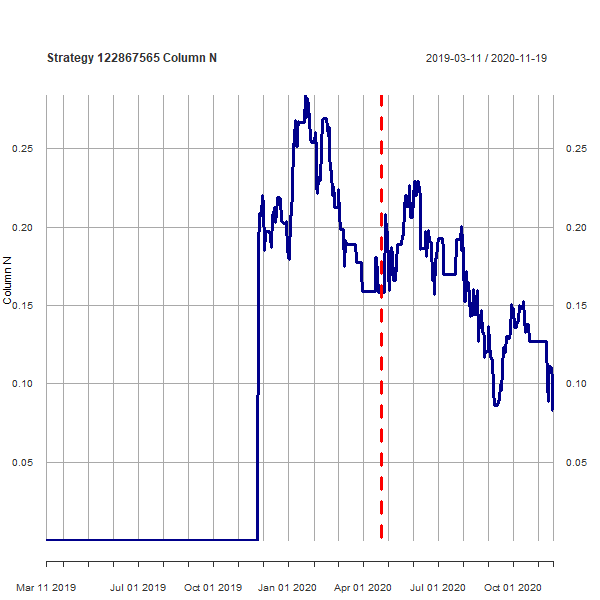 Strategy 122867565 Column N
2019-03-11 / 2020-11-19
0.25
0.25
0.20
0.20
Column N
0.15
0.15
0.10
0.10
0.05
0.05
Mar 11 2019
Jul 01 2019
Oct 01 2019
Jan 01 2020
Apr 01 2020
Jul 01 2020
Oct 01 2020